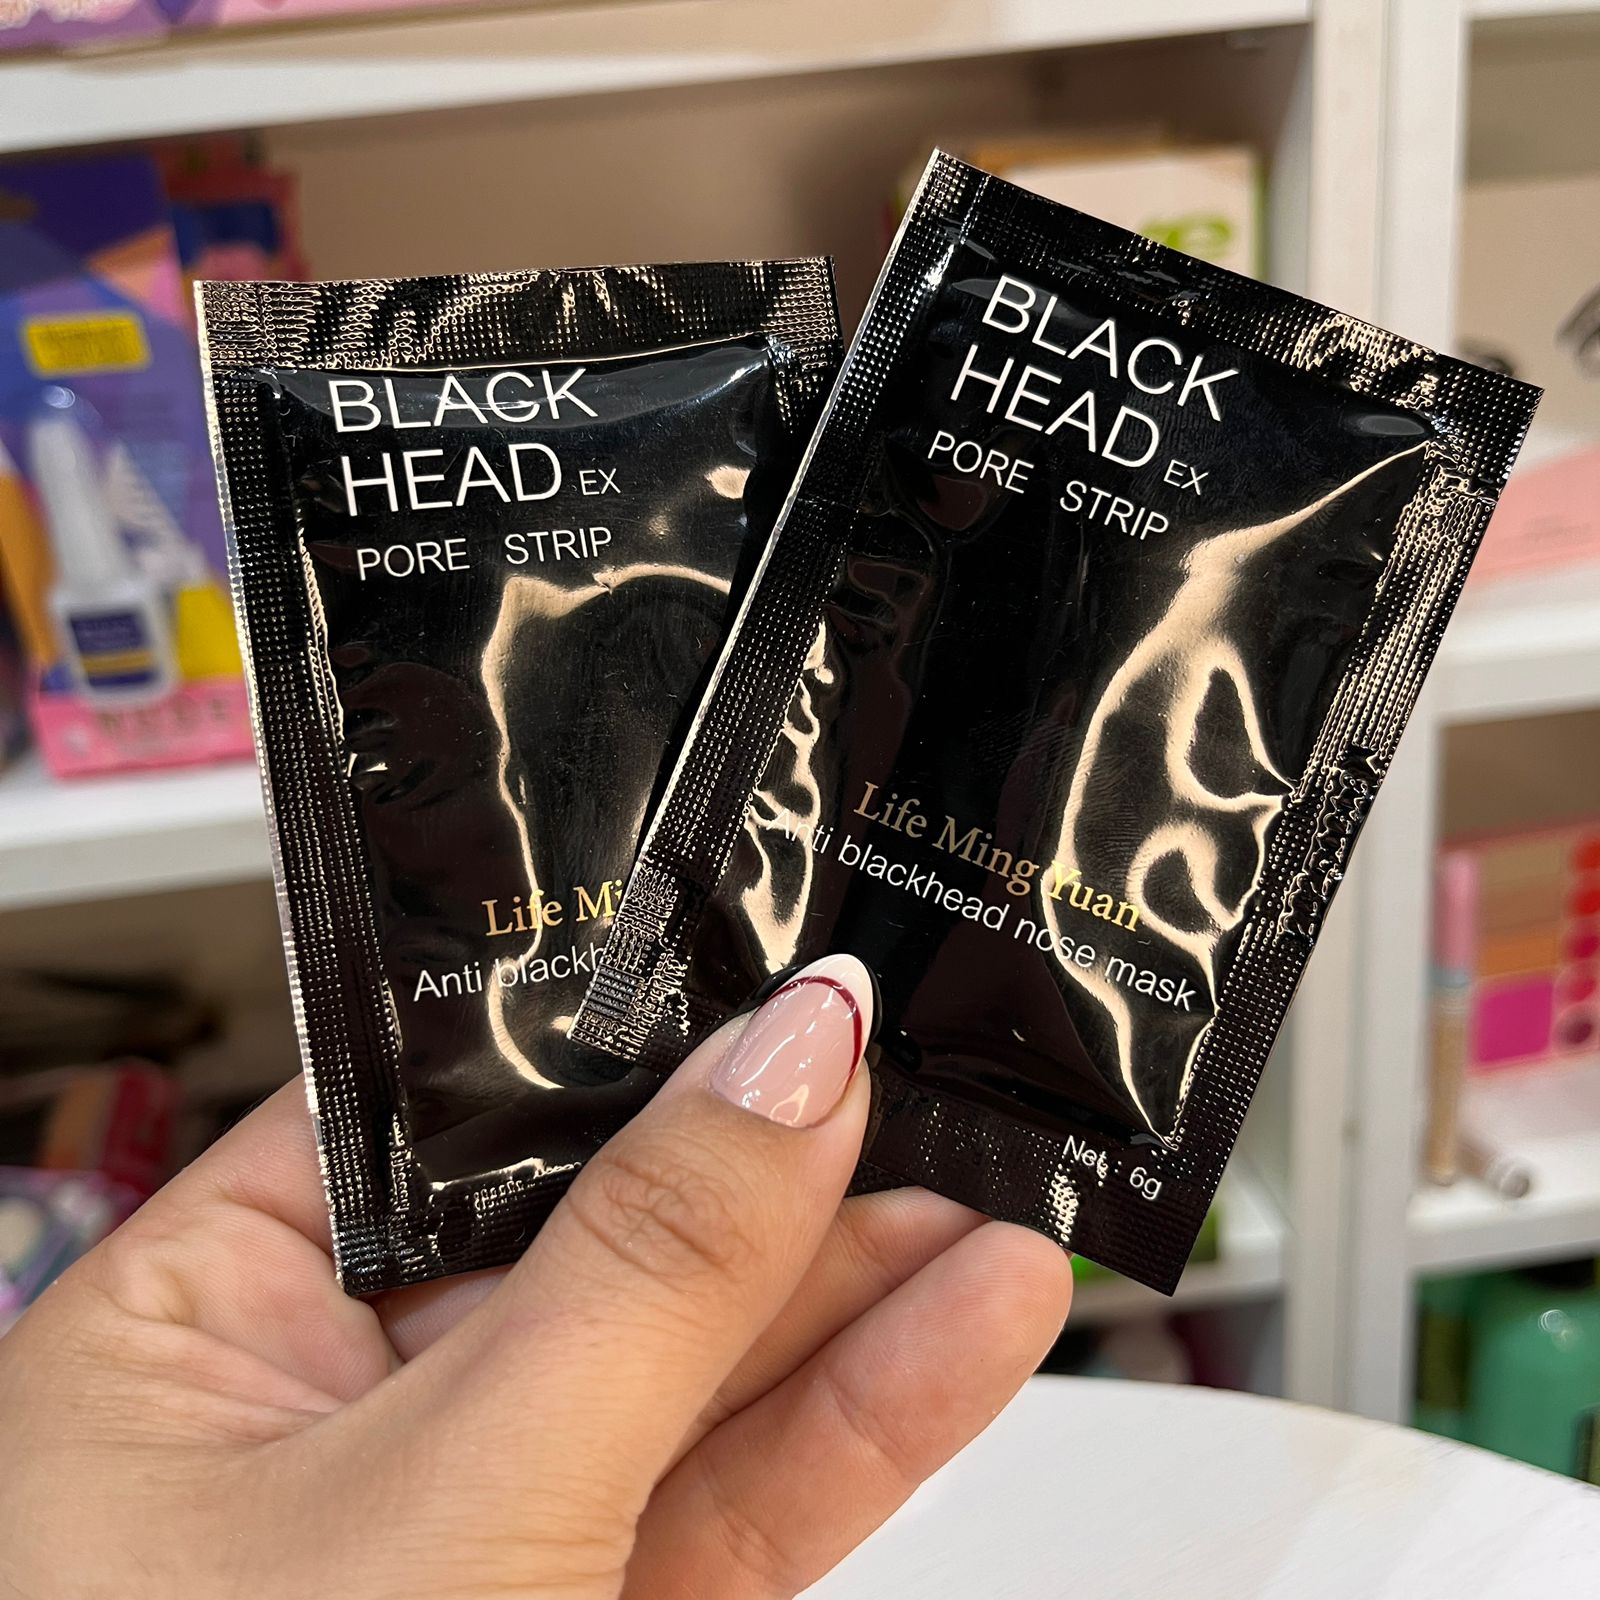 BLACK
HEAD EX
PORE STRIP
Life Mi
Anti blackh
BLACK
HEAD EX
PORE STRIP
Life Ming Yuan
Anti blackhead nose mask
Net : 6g